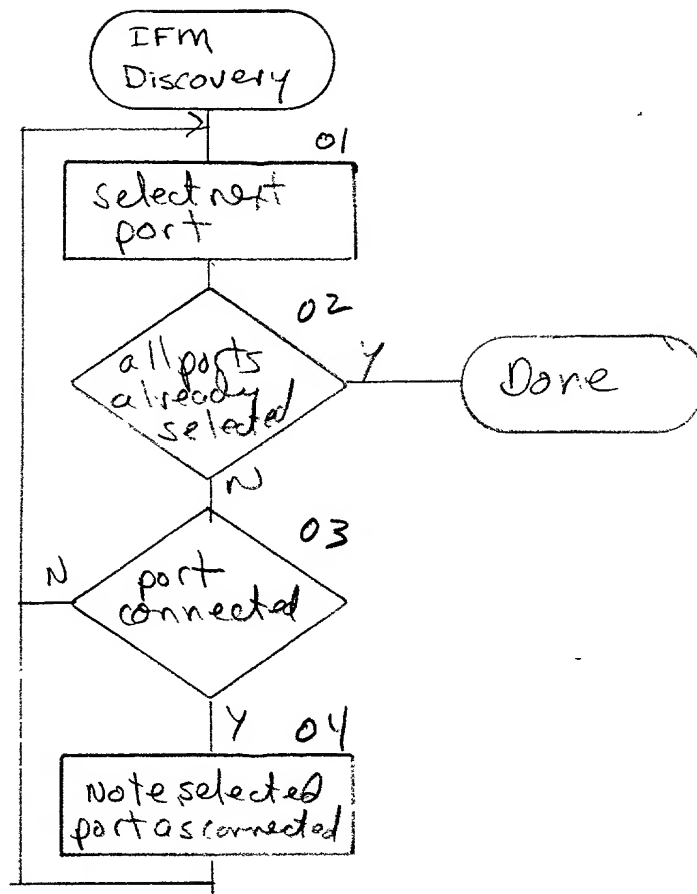 IFM
Discovery
01
select next
port
02
all ports
already
selected
Y
Done
N
03
port
connected
N
Y
04
Note selected
port as connected